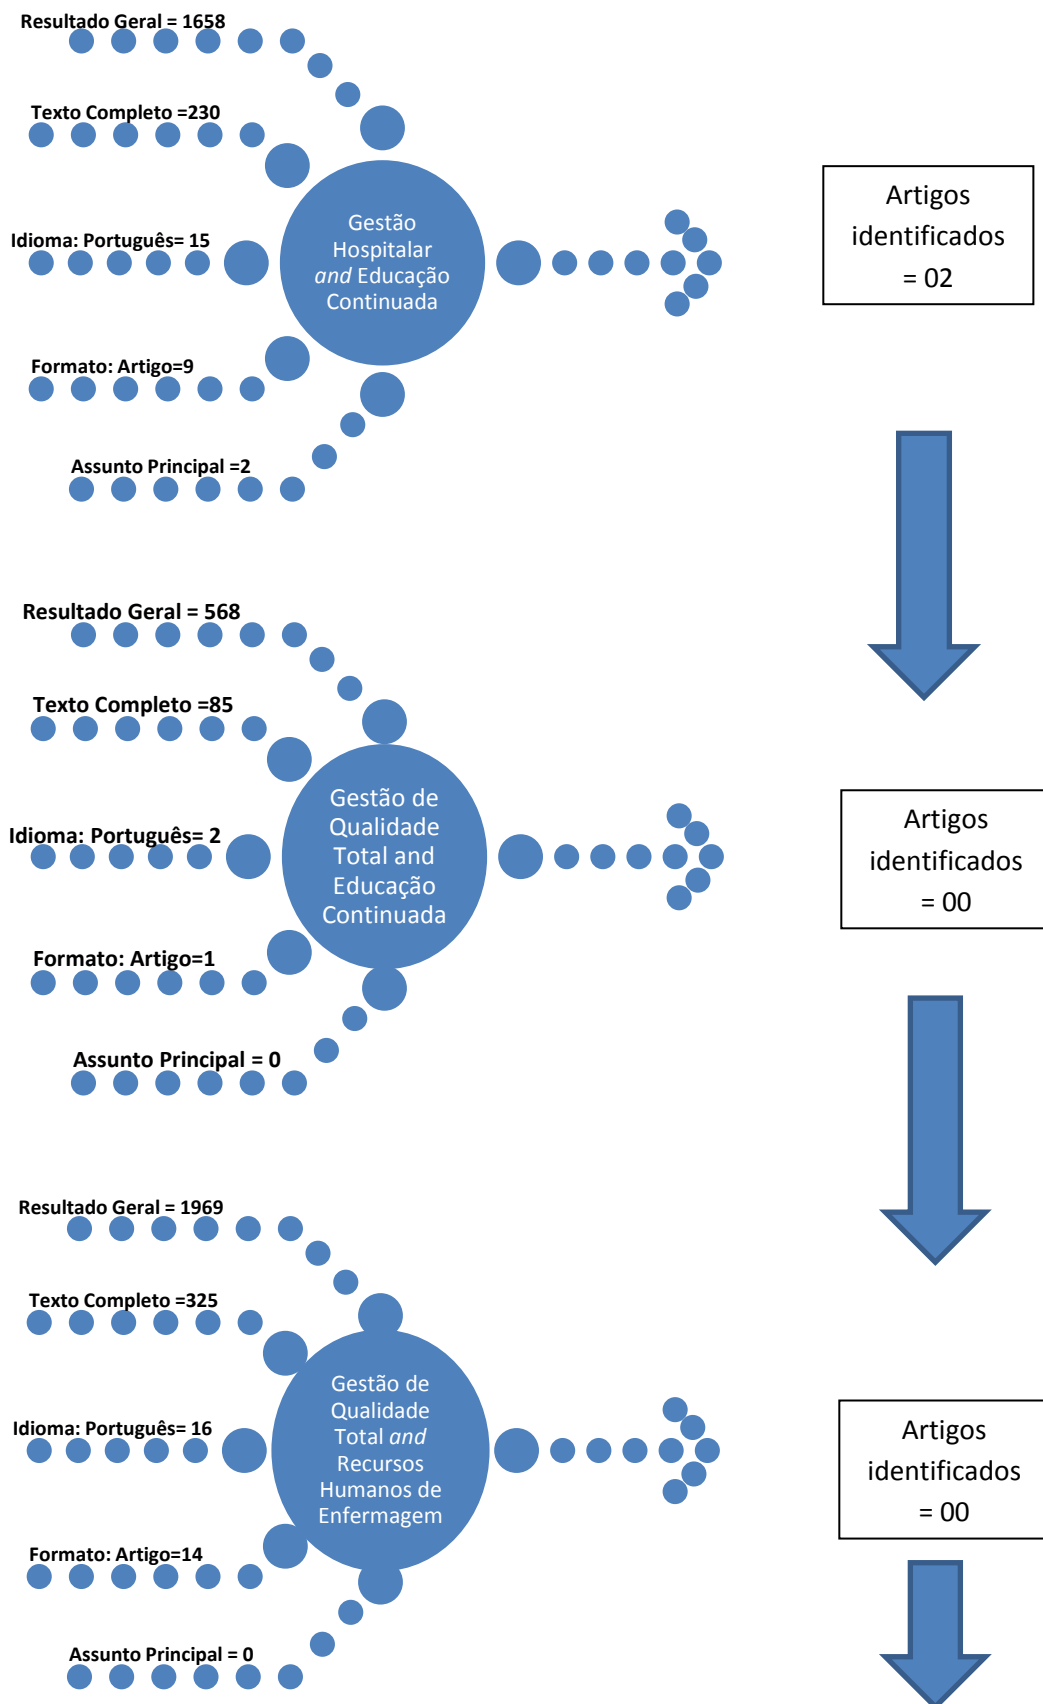 Resultado Geral = 1658
Texto Completo =230
Idioma: Português= 15
Formato: Artigo=9
Assunto Principal =2
Gestão
Hospitalar
and Educação
Continuada
Artigos
identificados
= 02
Resultado Geral = 568
Texto Completo =85
Idioma: Português= 2
Formato: Artigo=1
Assunto Principal = 0
Gestão de
Qualidade
Total and
Educação
Continuada
Artigos
identificados
= 00
Resultado Geral = 1969
Texto Completo =325
Idioma: Português= 16
Formato: Artigo=14
Assunto Principal = 0
Gestão de
Qualidade
Total and
Recursos
Humanos de
Enfermagem
Artigos
identificados
= 00